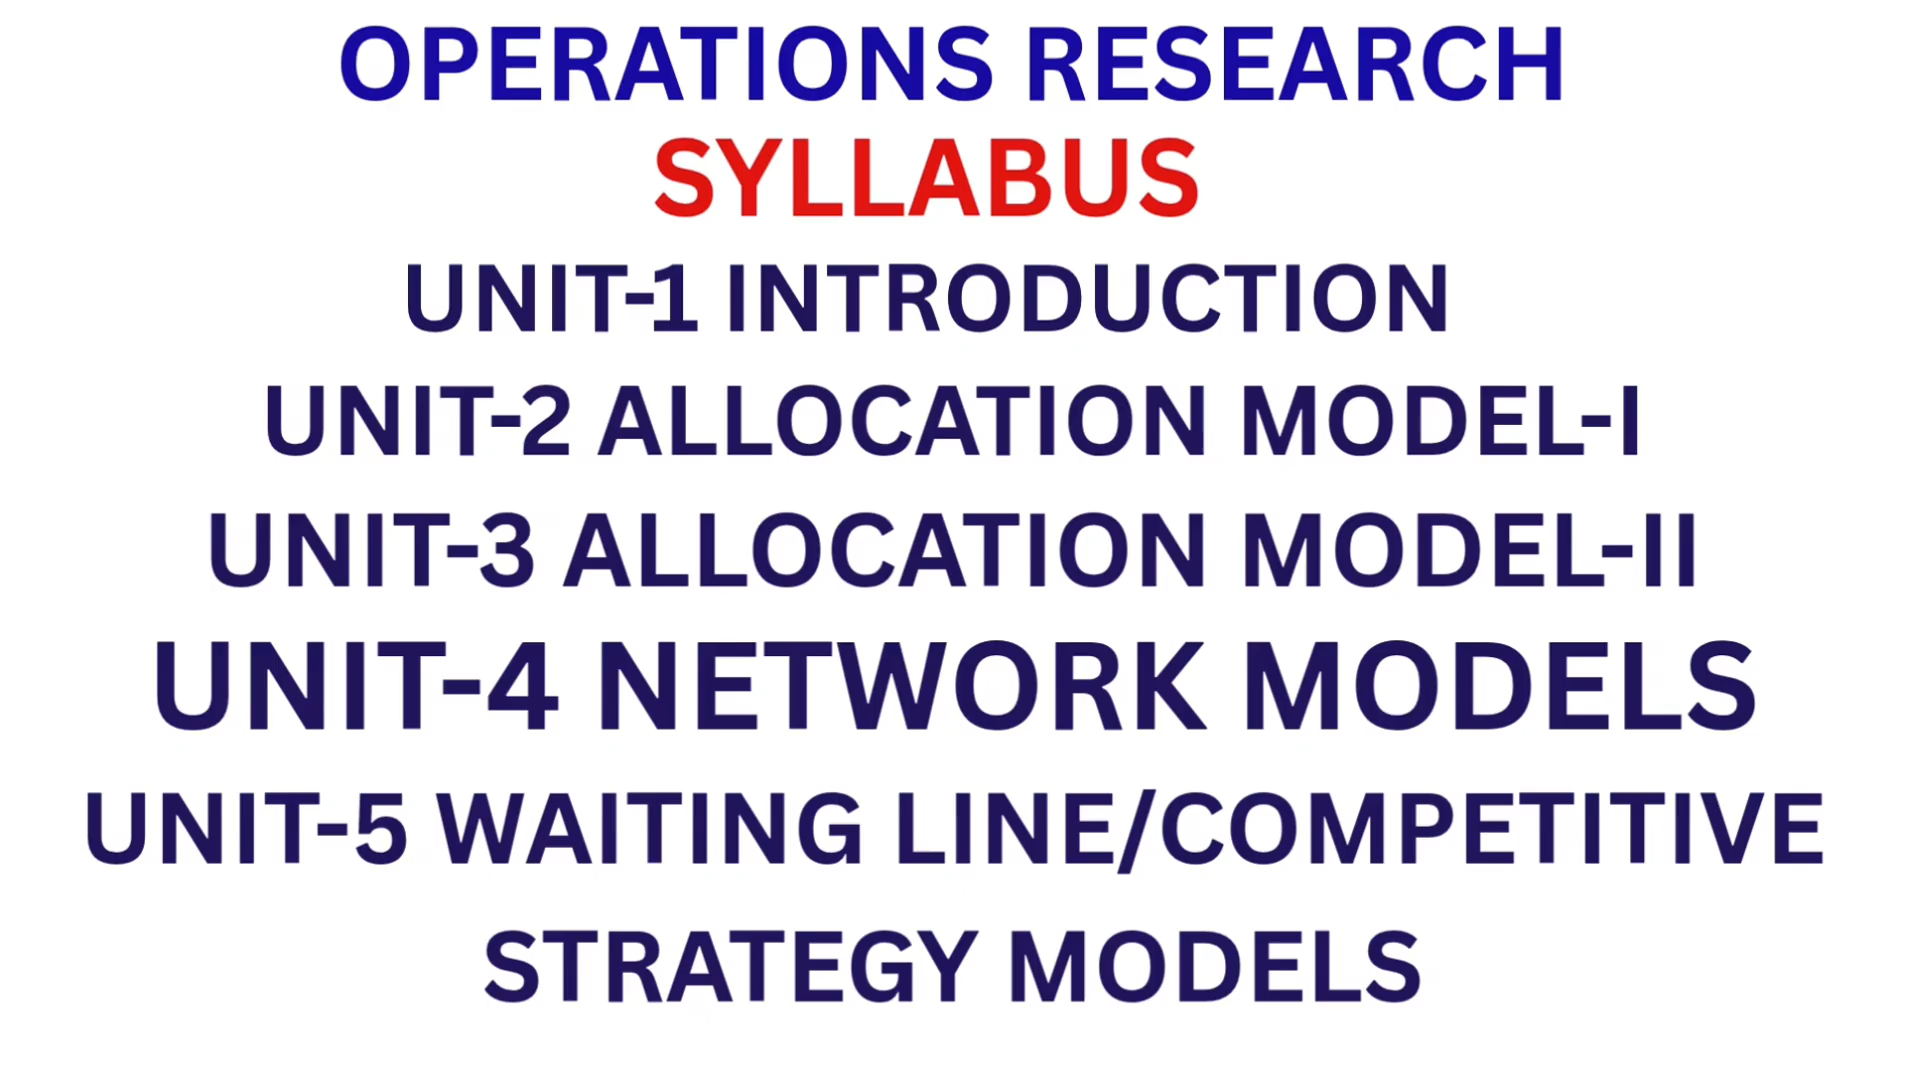 OPERATIONS RESEARCH
SYLLABUS
UNIT-1 INTRODUCTION
UNIT-2 ALLOCATION MODEL-I
UNIT-3 ALLOCATION MODEL-II
UNIT-4 NETWORK MODELS
UNIT-5 WAITING LINE/COMPETITIVE
STRATEGY MODELS